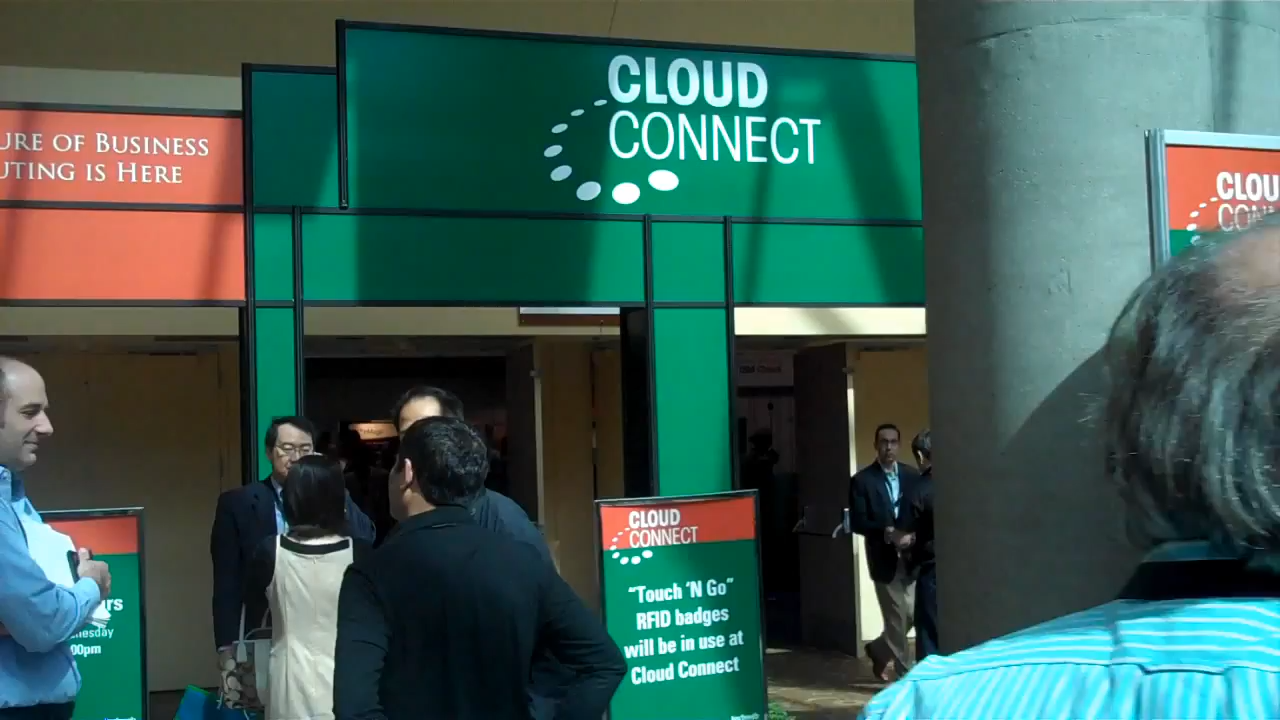 URE OF BUSINESS
UTING IS HERE
CLOUD
CONNECT
CLOU
CONN
CLOUD
CONNECT
"Touch 'N Go"
RFID badges
will be in use at
Cloud Connect
urs
nesday
00pm